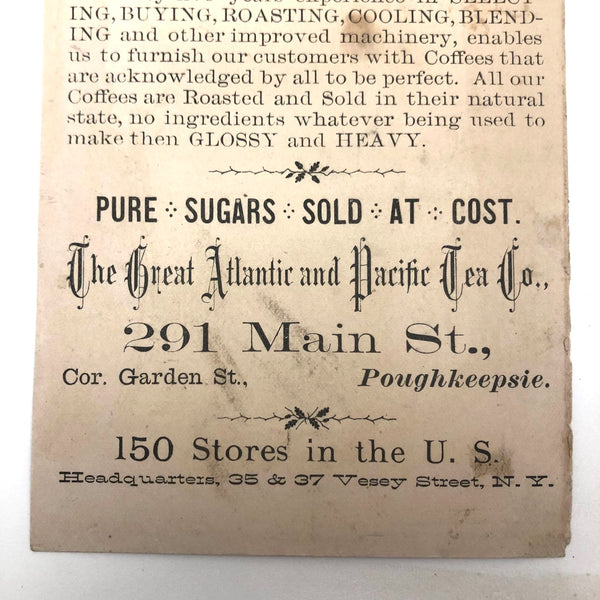 years experience in SELECT-
ING, BUYING, ROASTING, COOLING, BLEND-
ING and other improved machinery, enables
us to furnish our customers with Coffees that
are acknowledged by all to be perfect. All our
Coffees are Roasted and Sold in their natural
state, no ingredients whatever being used to
make then GLOSSY and HEAVY.
PURE SUGARS SOLD AT COST.
The Great Atlantic and Pacific Tea Co.,
291 Main St.,
Cor. Garden St., Poughkeepsie.
150 Stores in the U. S.
Headquarters, 35 & 37 Vesey Street, N. Y.